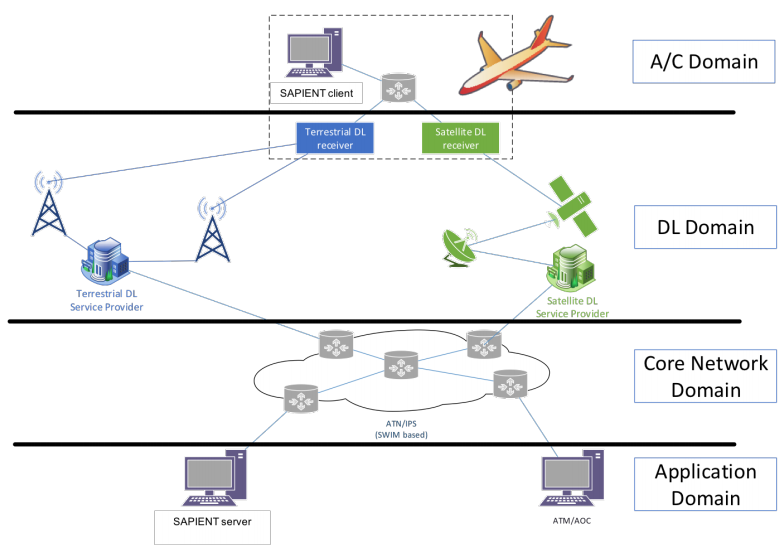 A/C Domain
SAPIENT client
Terrestrial DL
receiver
Satellite DL
receiver
DL Domain
Terrestrial DL
Service Provider
Satellite DL
Service Provider
Core Network
Domain
ATN/IPS
(SWIM based)
Application
Domain
SAPIENT server
ATM/AOC